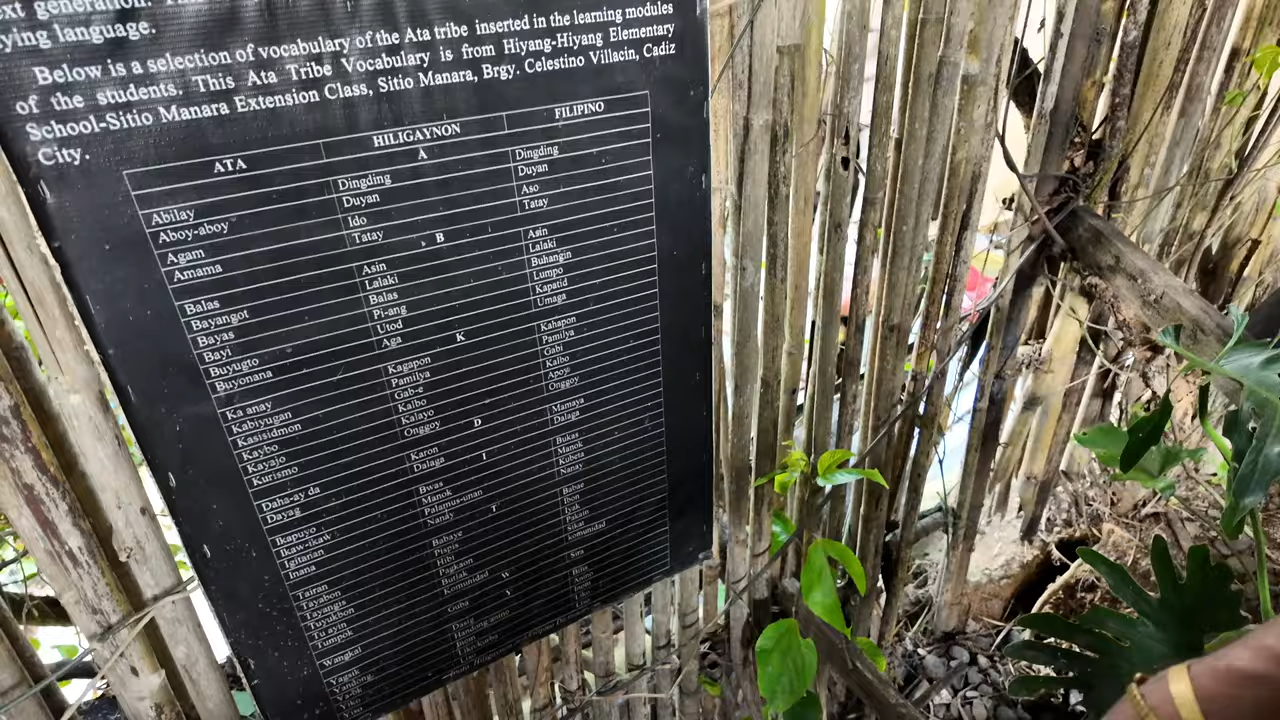 ext generation.
ying language.
Below is a selection of vocabulary of the Ata tribe inserted in the learning modules
of the students. This Ata Tribe Vocabulary is from Hiyang-Hiyang Elementary
School-Sitio Manara Extension Class, Sitio Manara, Brgy. Celestino Villacin, Cadiz
City.
ATA HILIGAYNON FILIPINO
A
Abilay Dingding Dingding
Aboy-aboy Duyan Duyan
Agam Ido Aso
Amama Tatay Tatay
B
Balas Asin Asin
Bayangot Lalaki Lalaki
Bayas Balas Buhangin
Bayi Pi-ang Lumpo
Buyugto Utod Kapatid
Buyonana Aga Umaga
K
Ka anay Kagapon Kahapon
Kabiyugan Pamilya Pamilya
Kasisidmon Gab-e Gabi
Kaybo Kalbo Kalbo
Kayajo Kalayo Apoy
Kurismo Onggoy Onggoy
D
Daha-ay da Karon Mamaya
Dayag Dalaga Dalaga
I
Ikapuyo Bwas Bukas
Ikaw-ikaw Manok Manok
Igitarian Palamus-unan Kubeta
Inana Nanay Nanay
T
Tairan Babaye Babae
Tayabon Pispis Ibon
Tayangis Hibi Iyak
Tuyukbon Pagkaon Pakain
Tu ayin Butlak Sikat
Tumpok Komunidad komunidad
W
Wangkal Guba Sira
Y
Yagsik Dasig
Yandong Handong